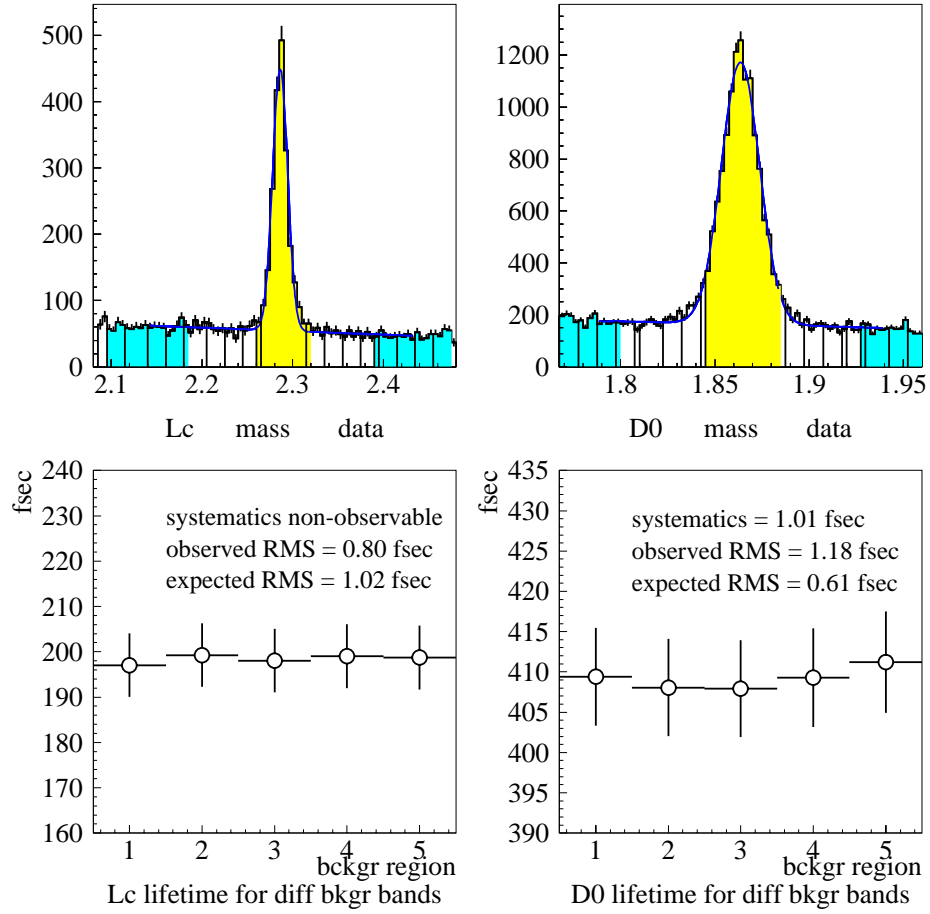 500
400
300
200
100
0
2.1 2.2 2.3 2.4
Lc mass data
1200
1000
800
600
400
200
0
1.8 1.85 1.9 1.95
D0 mass data
fsec
240
230
220
210
200
190
180
170
160
systematics non-observable
observed RMS = 0.80 fsec
expected RMS = 1.02 fsec
1 2 3 4 5
bckgr region
Lc lifetime for diff bkgr bands
fsec
435
430
425
420
415
410
405
400
395
390
systematics = 1.01 fsec
observed RMS = 1.18 fsec
expected RMS = 0.61 fsec
1 2 3 4 5
bckgr region
D0 lifetime for diff bkgr bands